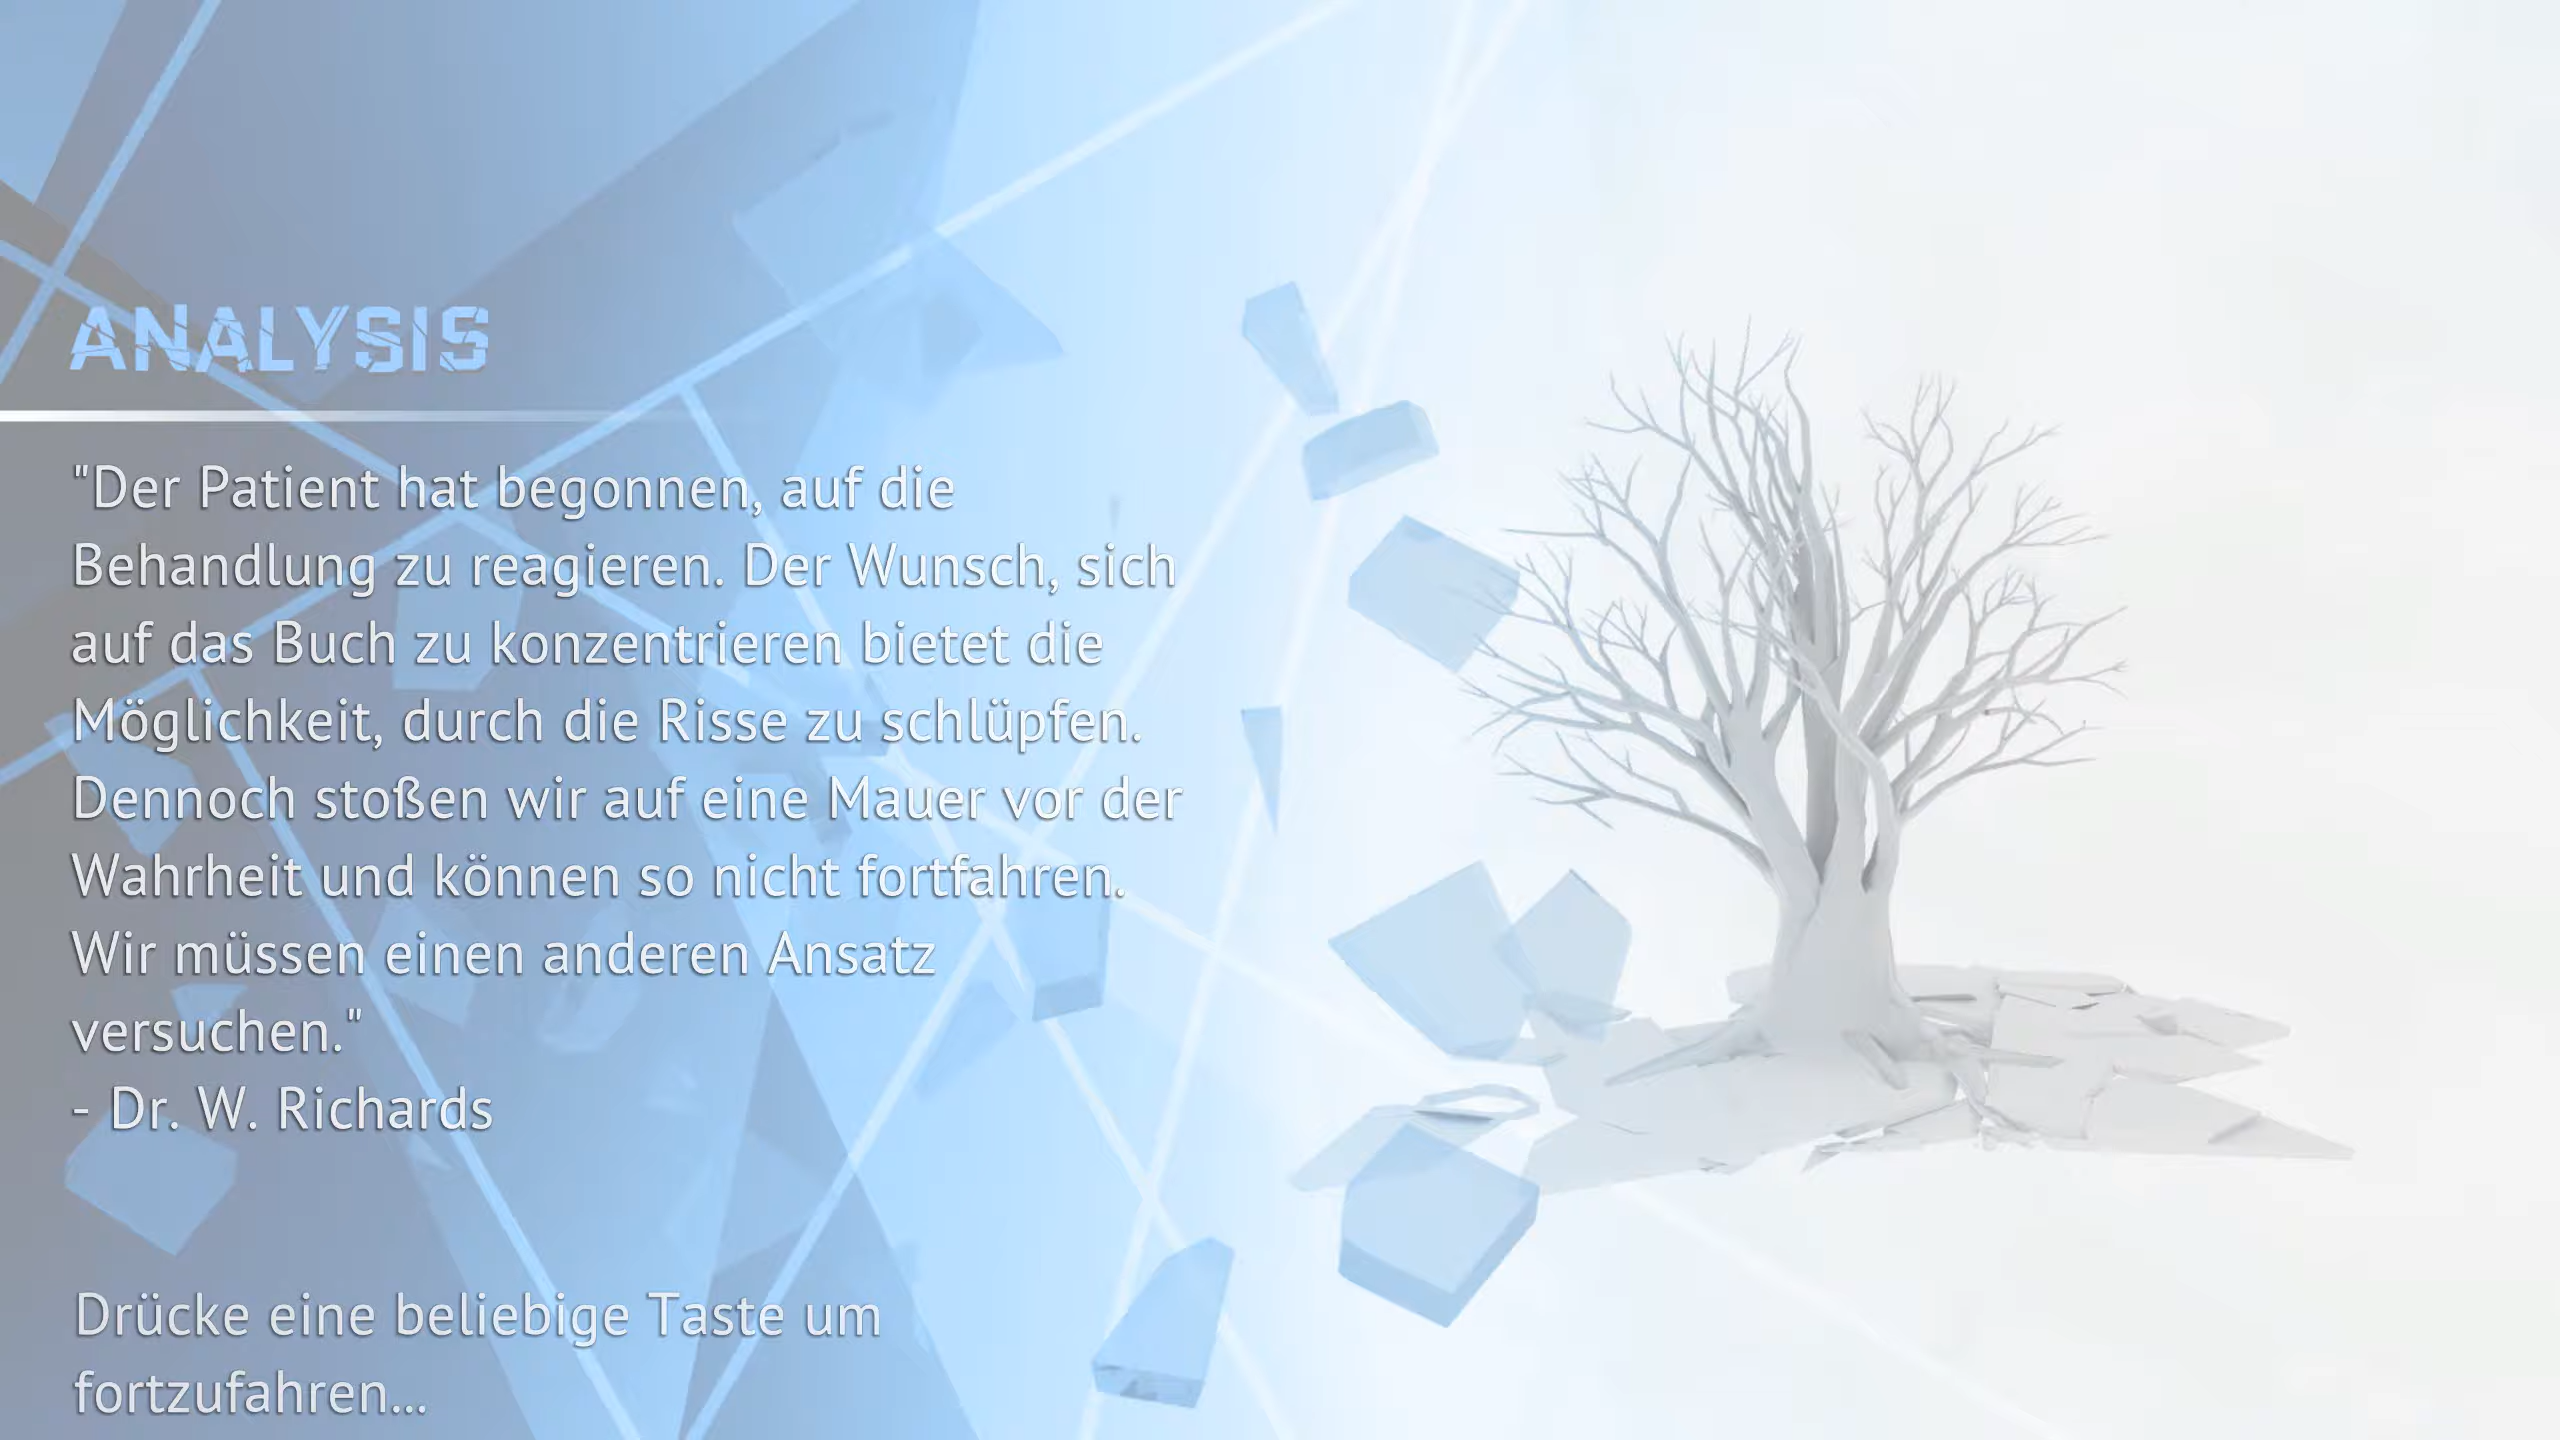 ANALYSIS
"Der Patient hat begonnen, auf die
Behandlung zu reagieren. Der Wunsch, sich
auf das Buch zu konzentrieren bietet die
Möglichkeit, durch die Risse zu schlüpfen.
Dennoch stoßen wir auf eine Mauer vor der
Wahrheit und können so nicht fortfahren.
Wir müssen einen anderen Ansatz
versuchen."
- Dr. W. Richards
Drücke eine beliebige Taste um
fortzufahren...